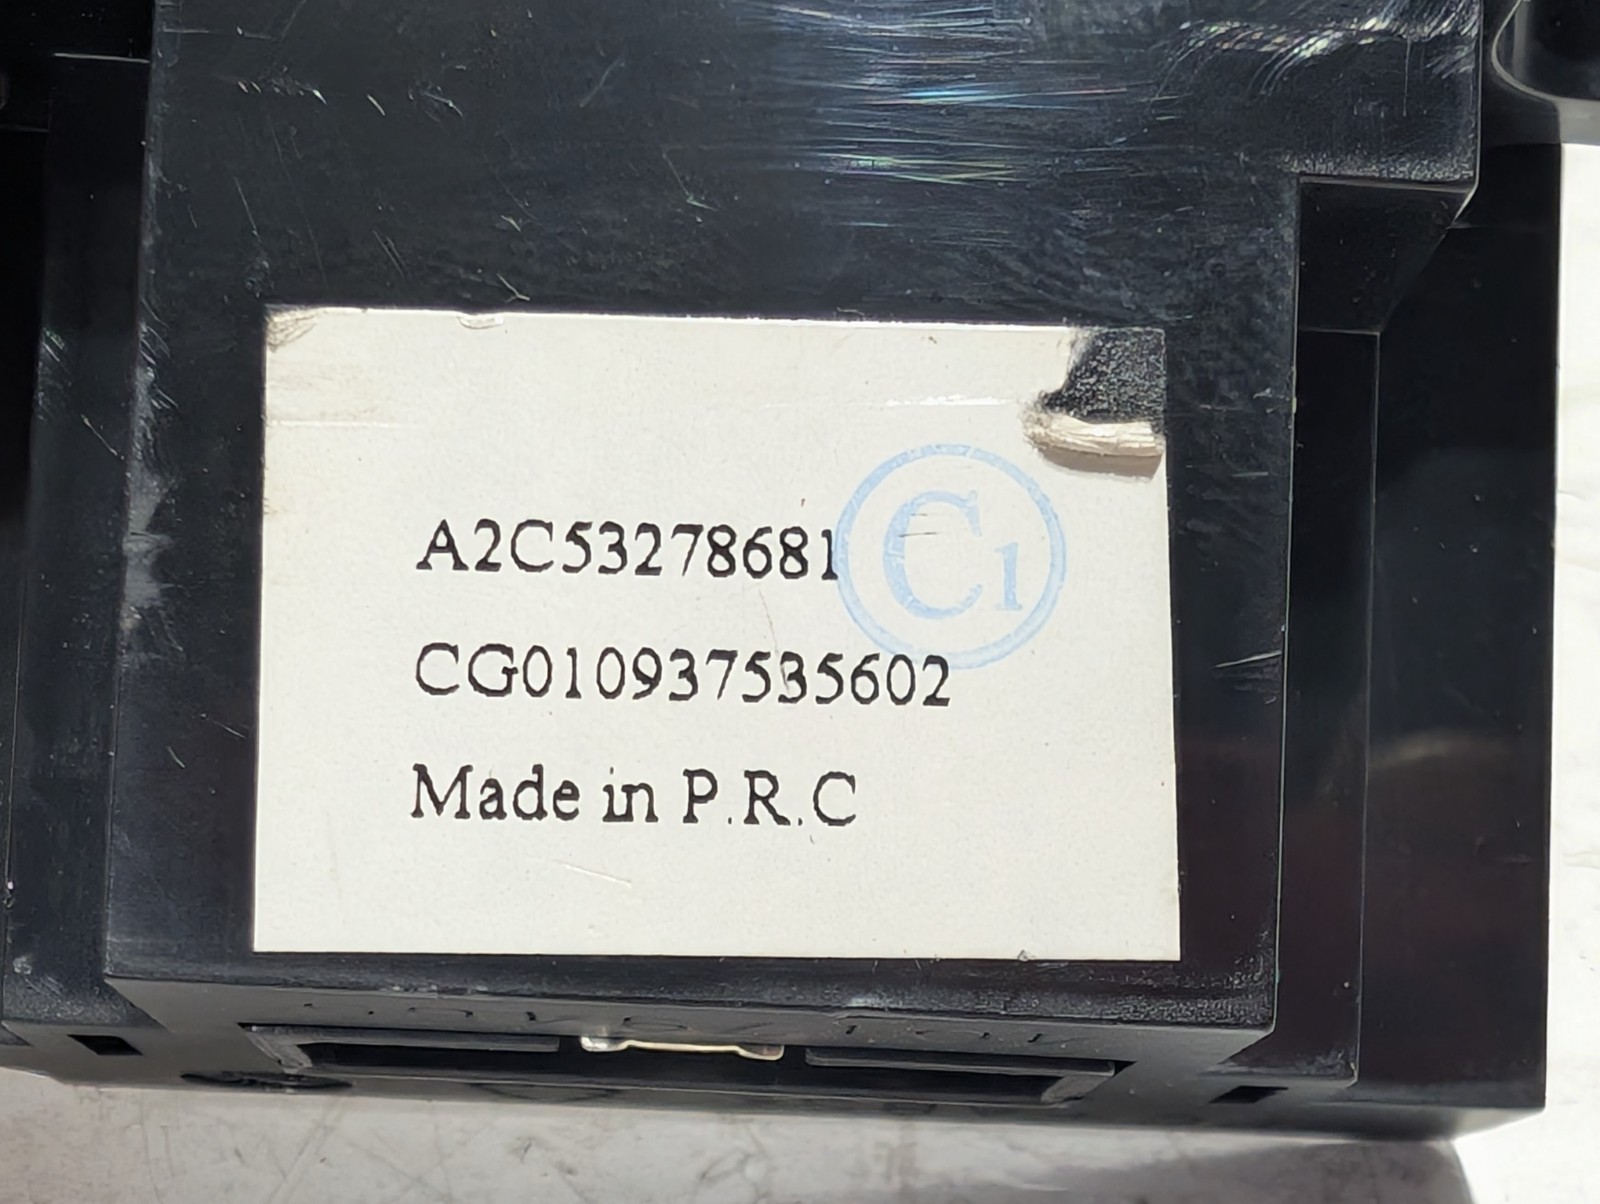 A2C53278681
C1
CG010937535602
Made in P.R.C